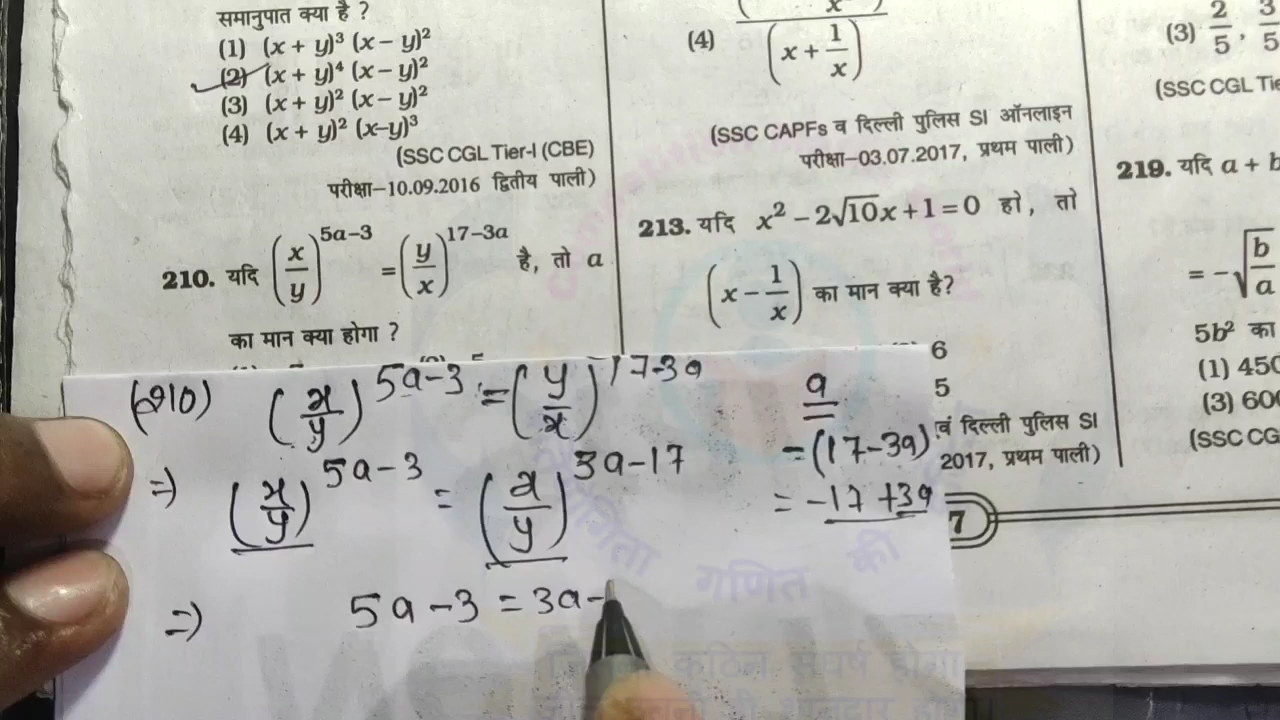 समानुपात क्या है ?
(1) (x + y)³ (x – y)²
(2) (x + y)⁴ (x – y)²
(3) (x + y)² (x – y)²
(4) (x + y)² (x–y)³
(SSC CGL Tier-I (CBE)
परीक्षा–10.09.2016 द्वितीय पाली)
210. यदि (x/y)^(5a–3) = (y/x)^(17–3a) है, तो a
का मान क्या होगा ?
(210) (x/y)^(5a-3) = (y/x)^(17-3a)
⇒ (x/y)^(5a-3) = (x/y)^(3a-17)
⇒ 5a-3 = 3a-
a
= -(17-3a)
= -17 +3a
(4) (x + 1/x)
(SSC CAPFs व दिल्ली पुलिस SI ऑनलाइन
परीक्षा–03.07.2017, प्रथम पाली)
213. यदि x² – 2√10x + 1 = 0 हो, तो
(x – 1/x) का मान क्या है?
6
5
वं दिल्ली पुलिस SI
2017, प्रथम पाली)
7
(3) 2/5, 3/5
(SSC CGL Tie
219. यदि a + b
= –√(b/a)
5b² का
(1) 450
(3) 600
(SSC CG
गणित की